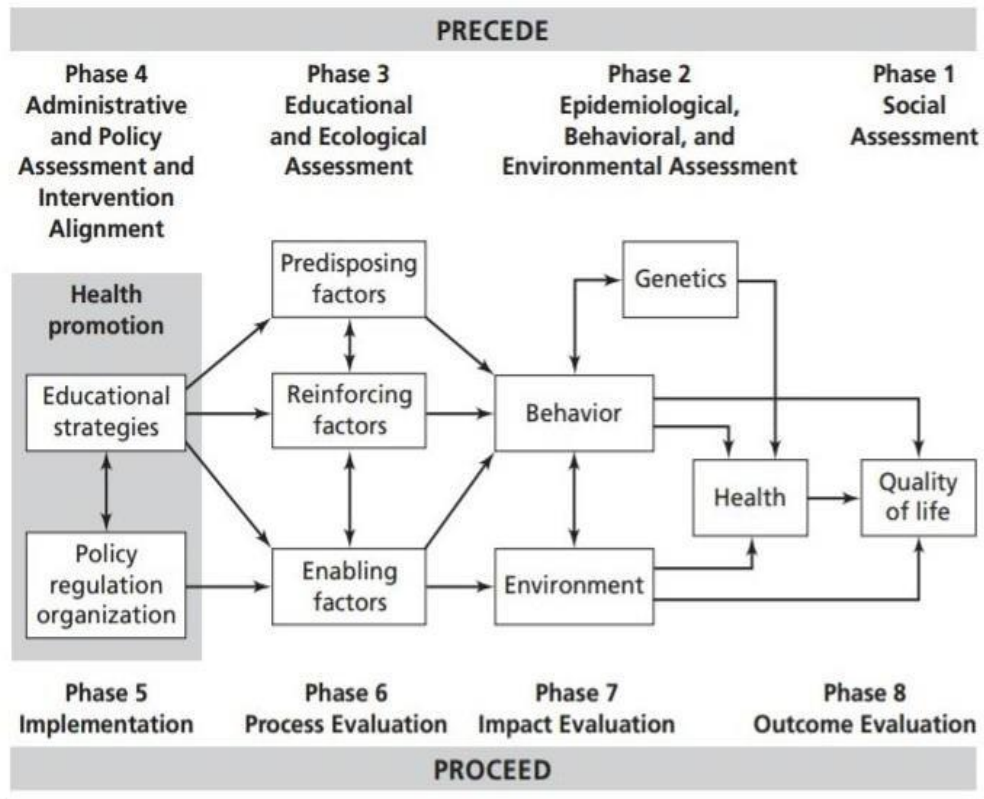 PRECEDE
Phase 4
Administrative
and Policy
Assessment and
Intervention
Alignment
Phase 3
Educational
and Ecological
Assessment
Phase 2
Epidemiological,
Behavioral, and
Environmental Assessment
Phase 1
Social
Assessment
Health
promotion
Educational
strategies
Policy
regulation
organization
Predisposing
factors
Reinforcing
factors
Enabling
factors
Genetics
Behavior
Environment
Health
Quality
of life
Phase 5
Implementation
Phase 6
Process Evaluation
Phase 7
Impact Evaluation
Phase 8
Outcome Evaluation
PROCEED